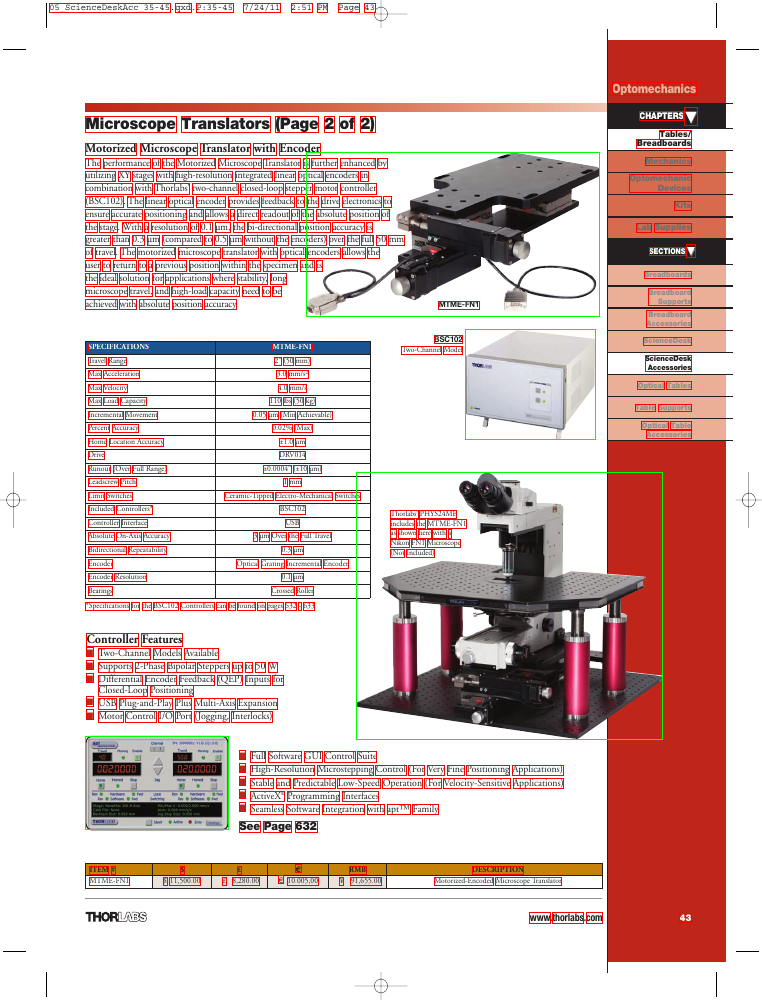 05 ScienceDeskAcc 35-45.qxd.P:35-45 7/24/11 2:51 PM Page 43
Optomechanics
CHAPTERS
Tables/
Breadboards
Mechanics
Optomechanic
Devices
Kits
Lab Supplies
SECTIONS
Breadboards
Breadboard
Supports
Breadboard
Accessories
ScienceDesk
ScienceDesk
Accessories
Optical Tables
Table Supports
Optical Table
Accessories
Microscope Translators (Page 2 of 2)
Motorized Microscope Translator with Encoder
The performance of the Motorized Microscope Translator is further enhanced by
utilizing XY stages with high-resolution integrated linear optical encoders in
combination with Thorlabs two-channel closed-loop stepper motor controller
(BSC102). The linear optical encoder provides feedback to the drive electronics to
ensure accurate positioning and allows a direct readout of the absolute position of
the stage. With a resolution of 0.1 µm, the bi-directional position accuracy is
greater than 0.3 µm (compared to 0.5 µm without the encoders) over the full 50 mm
of travel. The motorized microscope translator with optical encoders allows the
user to return to a previous position within the specimen and is
the ideal solution for applications where stability, long
microscope travel, and high-load capacity need to be
achieved with absolute position accuracy.
MTME-FN1
BSC102
Two-Channel Model
THORLABS
SPECIFICATIONS MTME-FN1
Travel Range 2" (50 mm)
Max Acceleration 5.0 mm/s²
Max Velocity 4.0 mm/s
Max Load Capacity 110 lbs (50 kg)
Incremental Movement 0.05 µm (Min Achievable)
Percent Accuracy 0.02% (Max)
Home Location Accuracy ±1.0 µm
Drive DRV014
Runout (Over Full Range) ±0.0004" (±10 µm)
Leadscrew Pitch 1 mm
Limit Switches Ceramic-Tipped Electro-Mechanical Switches
Included Controllers* BSC102
Controller Interface USB
Absolute On-Axis Accuracy 3 µm Over the Full Travel
Bidirectional Repeatability 0.3 µm
Encoder Optical Grating Incremental Encoder
Encoder Resolution 0.1 µm
Bearings Crossed Roller
*Specifications for the BSC102 Controllers can be found on pages 632 - 633
Thorlabs PHYS24ME
includes the MTME-FN1
as shown here with a
Nikon FN1 Microscope
(Not Included)
Controller Features
Two-Channel Models Available
Supports 2-Phase Bipolar Steppers up to 50 W
Differential Encoder Feedback (QEP) Inputs for
Closed-Loop Positioning
USB Plug-and-Play Plus Multi-Axis Expansion
Motor Control I/O Port (Jogging, Interlocks)
Full Software GUI Control Suite
High-Resolution Microstepping Control (For Very Fine Positioning Applications)
Stable and Predictable Low-Speed Operation (For Velocity-Sensitive Applications)
ActiveX® Programming Interfaces
Seamless Software Integration with apt™ Family
See Page 632
ITEM # $ £ € RMB DESCRIPTION
MTME-FN1 $ 11,500.00 £ 8,280.00 € 10.005,00 ¥ 91,655.00 Motorized-Encoded Microscope Translator
THORLABS
www.thorlabs.com
43